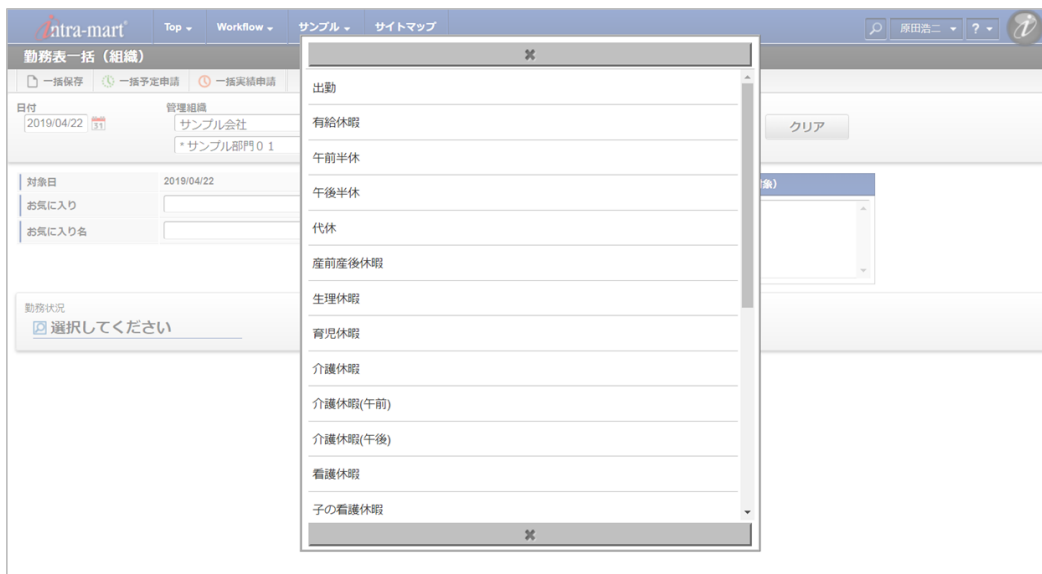 intra-mart Top Workflow サンプル サイトマップ 原田浩二 ?
勤務表一括（組織）
一括保存 一括予定申請 一括実績申請
日付 管理組織
2019/04/22 31 サンプル会社 クリア
*サンプル部門０１
対象日 2019/04/22 象）
お気に入り
お気に入り名
勤務状況
選択してください
出勤
有給休暇
午前半休
午後半休
代休
産前産後休暇
生理休暇
育児休暇
介護休暇
介護休暇(午前)
介護休暇(午後)
看護休暇
子の看護休暇